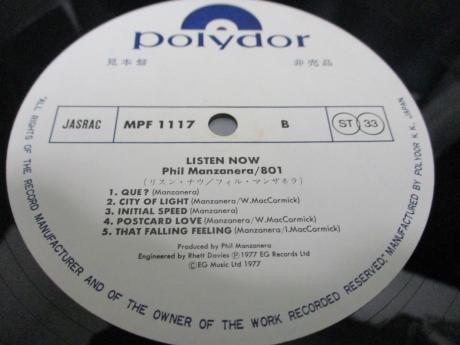 polydor
見本盤 非売品
JASRAC MPF 1117 B ST 33
LISTEN NOW
Phil Manzanera/801
(リスン・ナウ/フィル・マンザネラ)
1. QUE? (Manzanera)
2. CITY OF LIGHT (Manzanera/W.MacCormick)
3. INITIAL SPEED (Manzanera)
4. POSTCARD LOVE (Manzanera/W.MacCormick)
5. THAT FALLING FEELING (Manzanera/I.MacCormick)
Produced by Phil Manzanera
Engineered by Rhett Davies Ⓟ1977 EG Records Ltd
©EG Music Ltd 1977
"ALL RIGHTS OF THE RECORD MANUFACTURER AND OF THE OWNER OF THE WORK RECORDED RESERVED," MANUFACTURED BY POLYDOR K.K., JAPAN